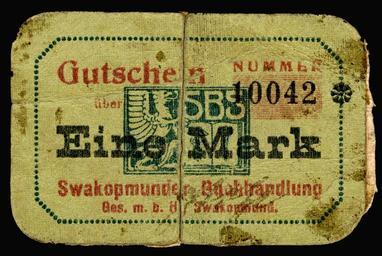 Gutschein
NUMMER
über
SBS
10042
Eine Mark
Swakopmunder Buchhandlung
Ges. m. b. H. Swakopmund.